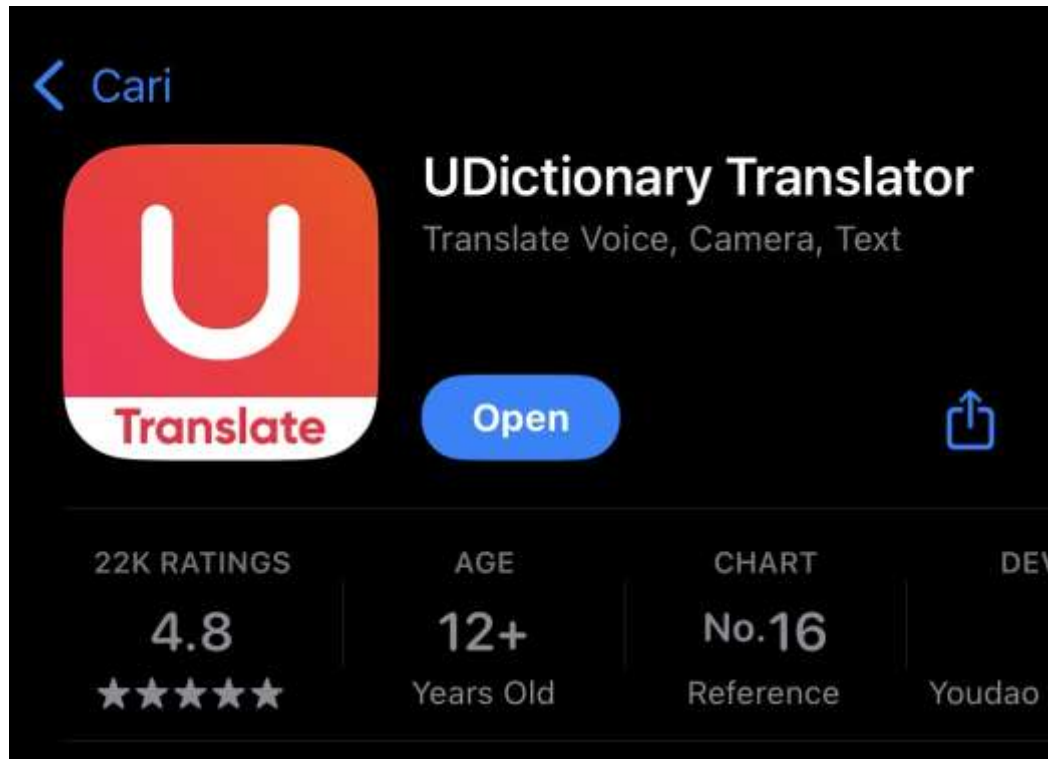 Cari
UDictionary Translator
Translate Voice, Camera, Text
U
Translate
Open
22K RATINGS
AGE
CHART
4.8
12+
No.16
Years Old
Reference
Youdao